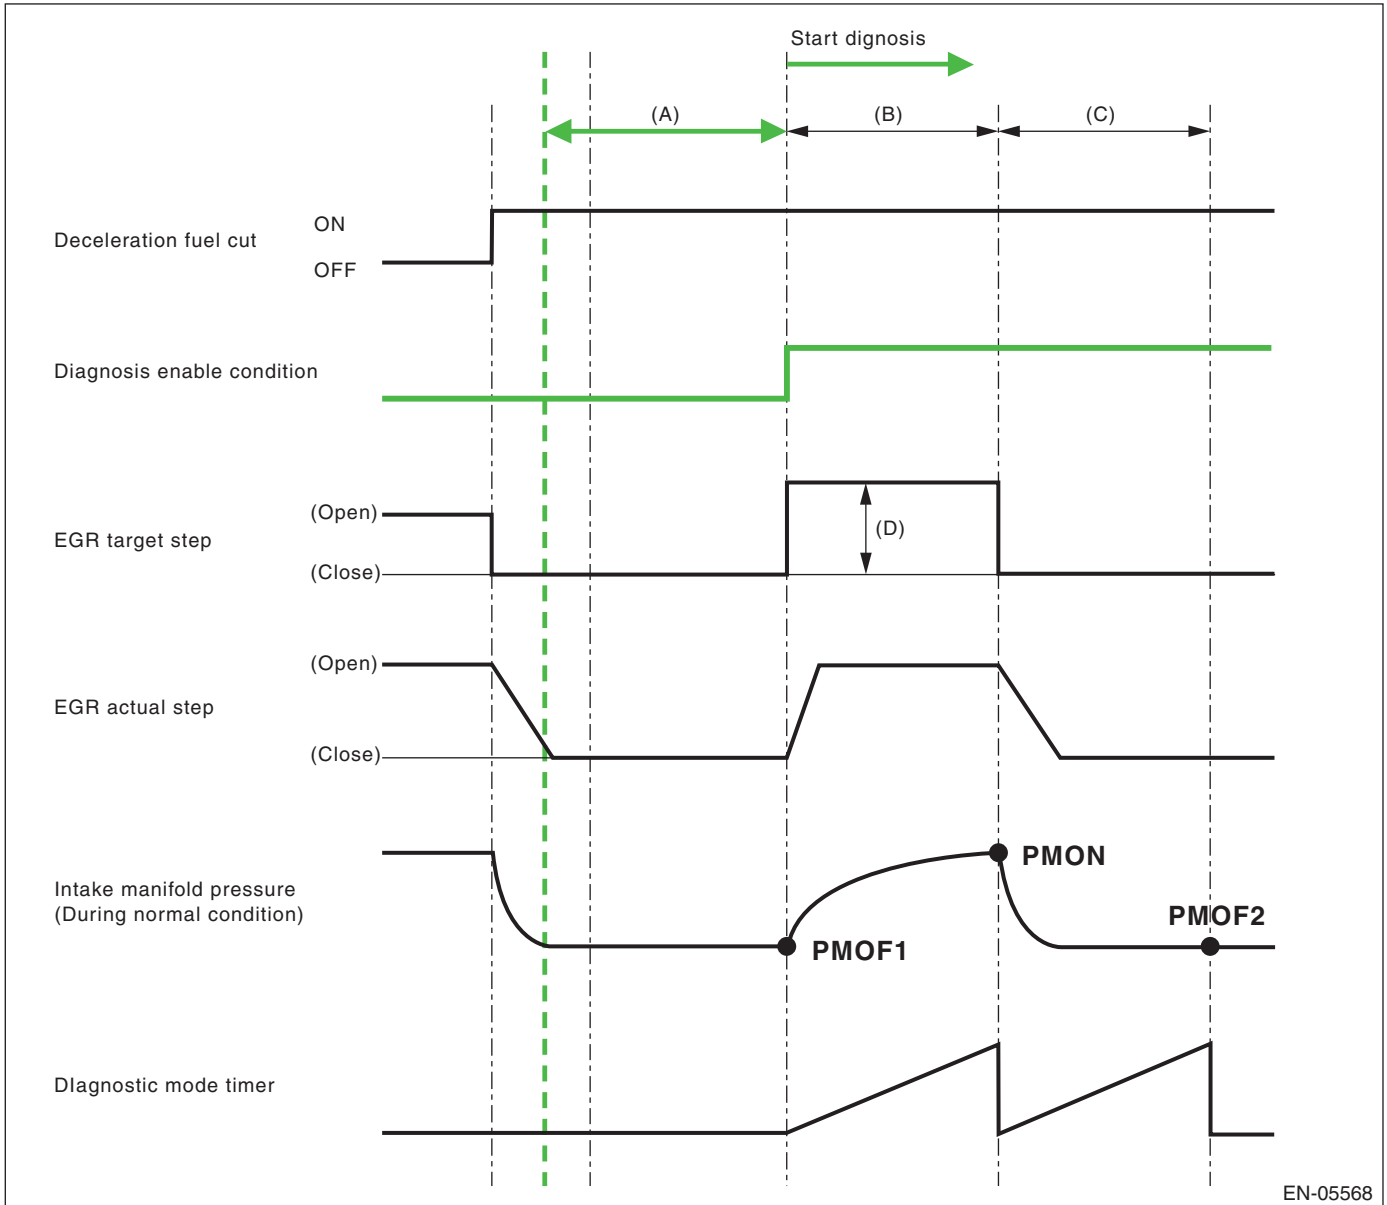 Start dignosis
(A)
(B)
(C)
Deceleration fuel cut
ON
OFF
Diagnosis enable condition
EGR target step
(Open)
(Close)
(D)
EGR actual step
(Open)
(Close)
Intake manifold pressure
(During normal condition)
PMOF1
PMON
PMOF2
DIagnostic mode timer
EN-05568